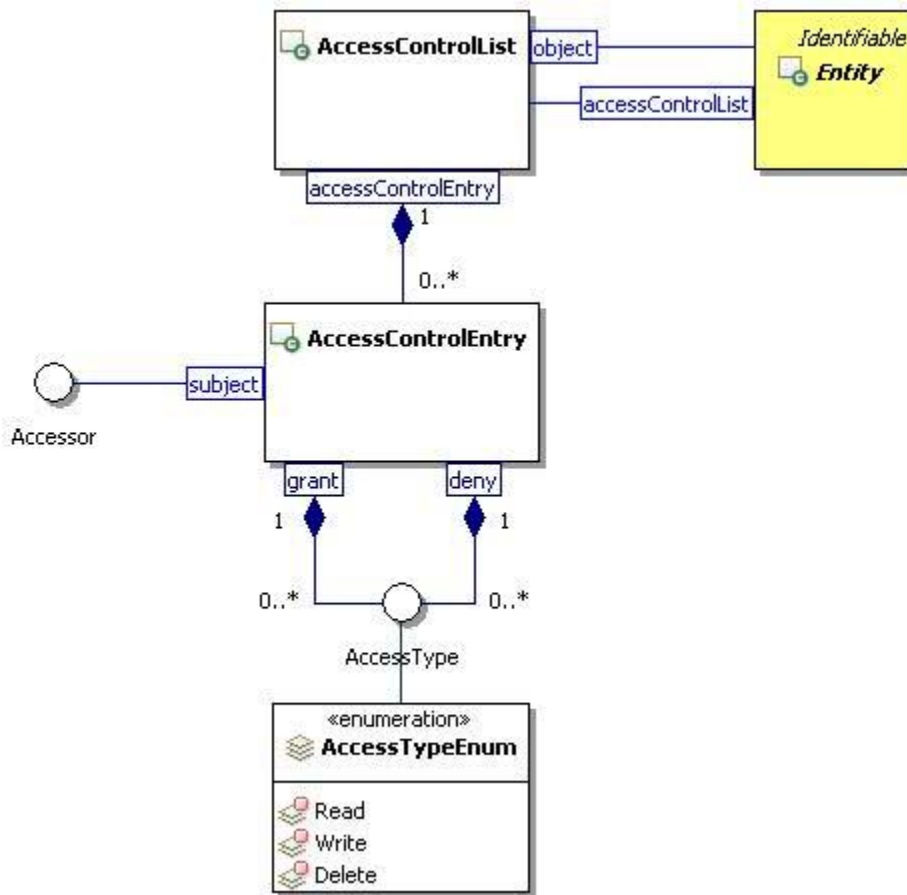 AccessControlList
object
Identifiable
Entity
accessControlList
accessControlEntry
1
0..*
AccessControlEntry
subject
Accessor
grant
deny
1
1
0..*
0..*
AccessType
«enumeration»
AccessTypeEnum
Read
Write
Delete